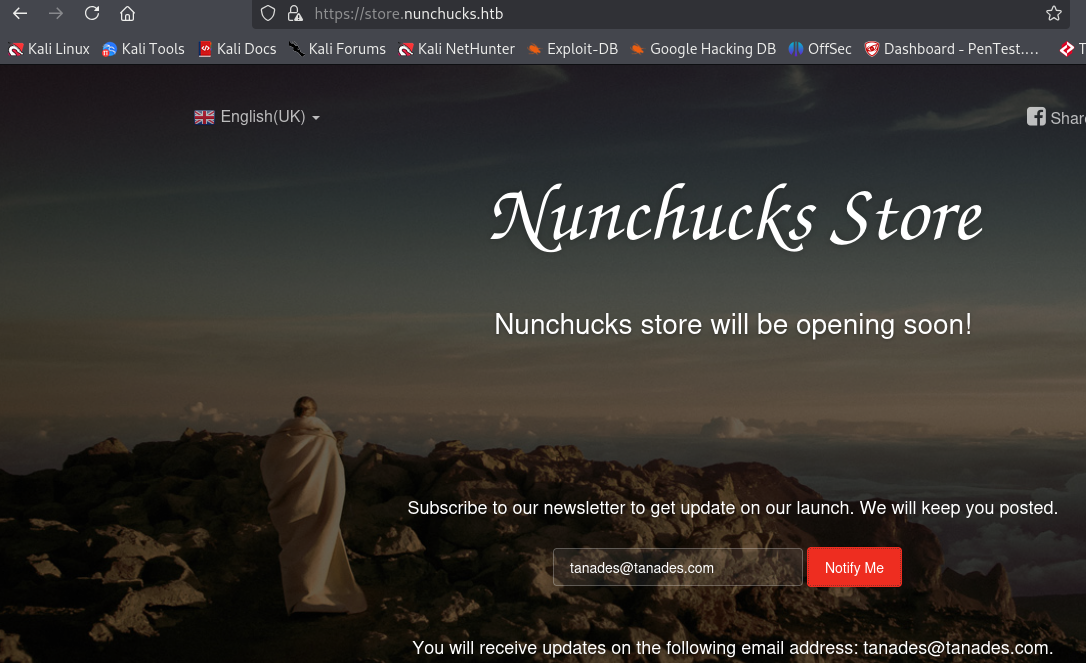 https://store.nunchucks.htb
Kali Linux Kali Tools Kali Docs Kali Forums Kali NetHunter Exploit-DB Google Hacking DB OffSec Dashboard - PenTest.… T
English(UK) Shar
Nunchucks Store
Nunchucks store will be opening soon!
Subscribe to our newsletter to get update on our launch. We will keep you posted.
tanades@tanades.com Notify Me
You will receive updates on the following email address: tanades@tanades.com.